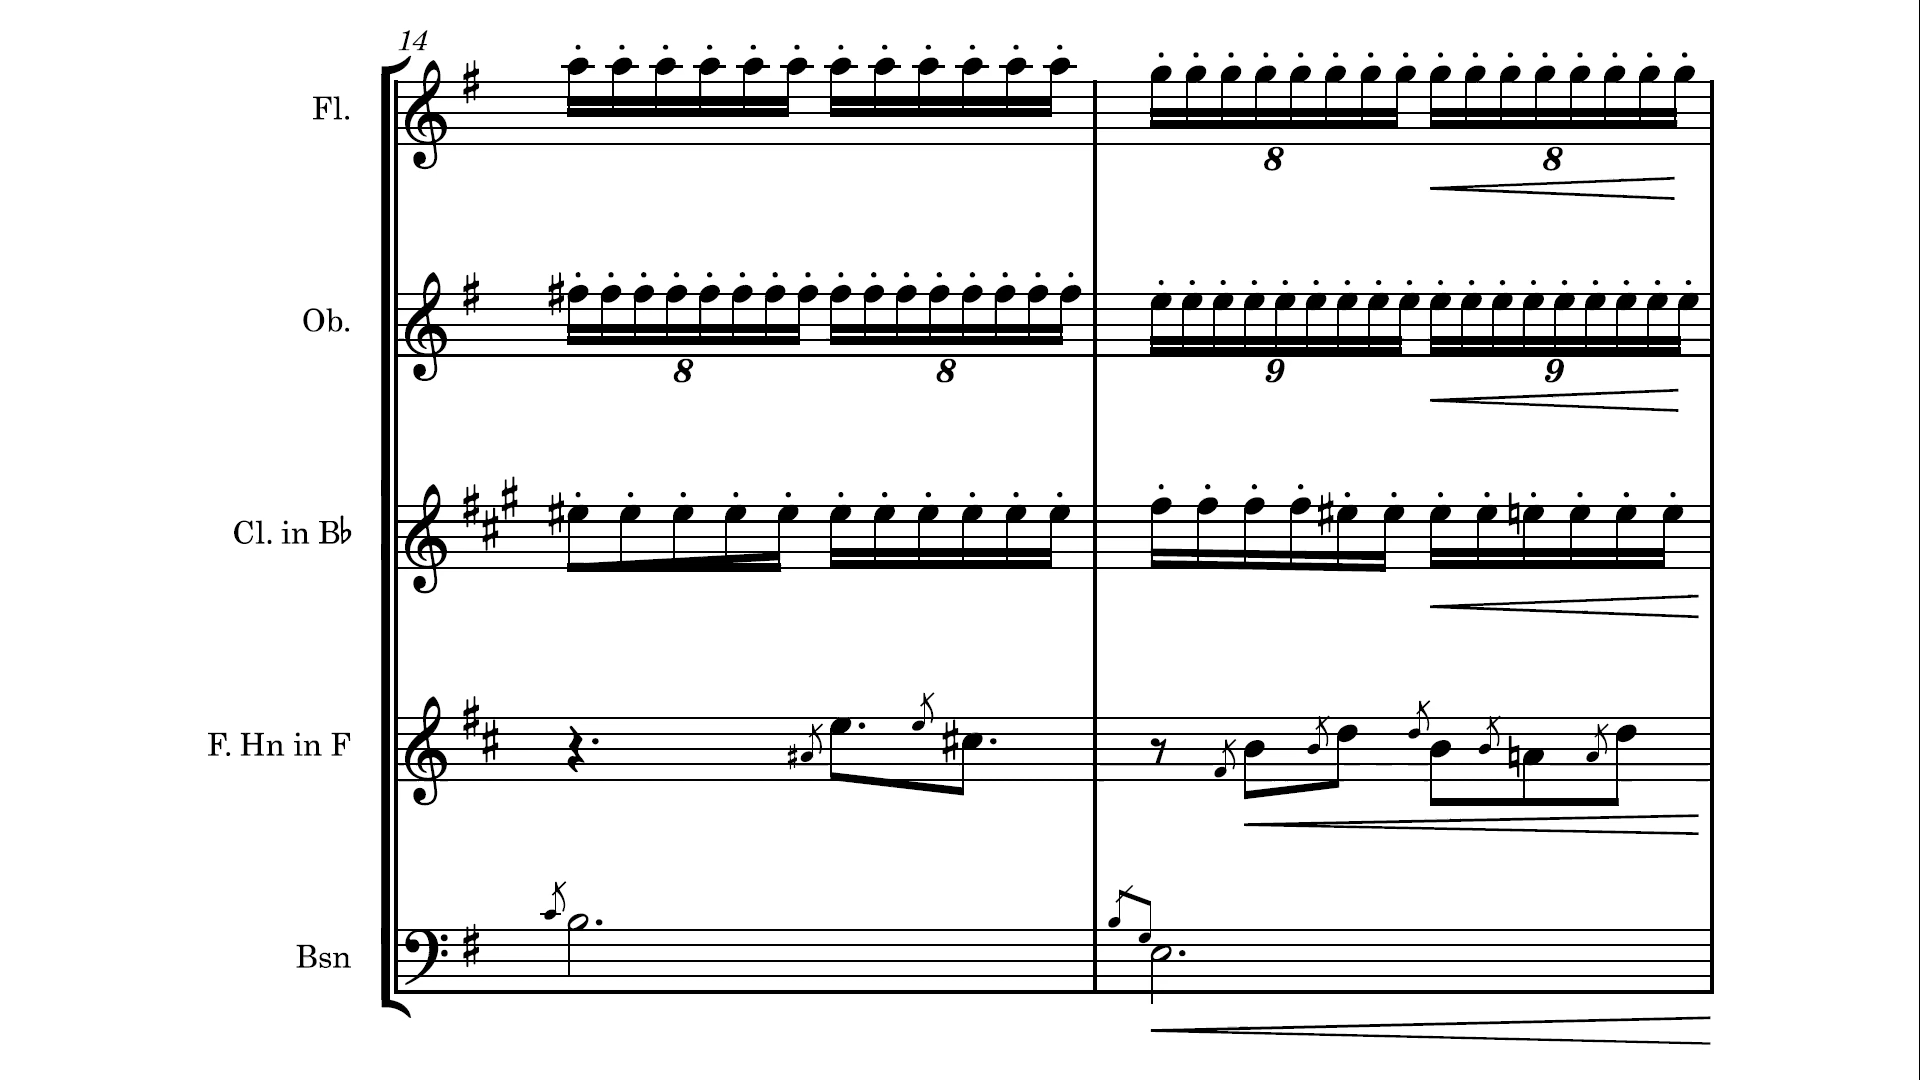 14
Fl.
8 8
Ob.
8 8 9 9
Cl. in B♭
F. Hn in F
Bsn